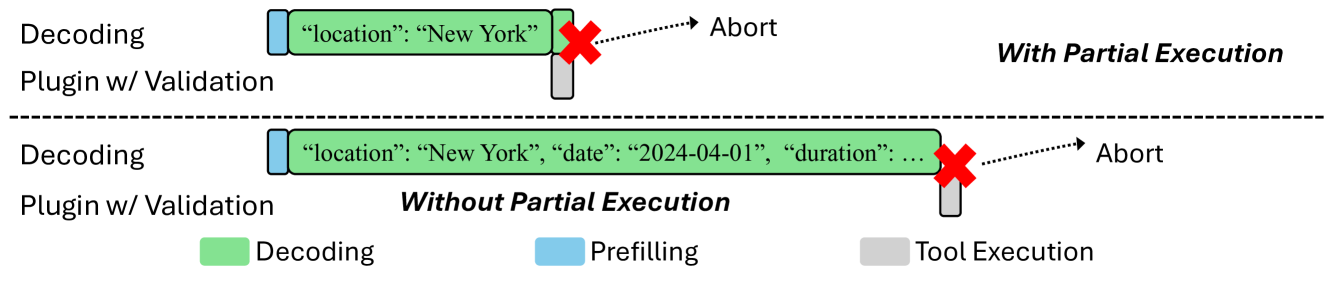 Decoding
“location”: “New York”
Abort
With Partial Execution
Plugin w/ Validation
Decoding
“location”: “New York”, “date”: “2024-04-01”, “duration”: …
Abort
Plugin w/ Validation
Without Partial Execution
Decoding
Prefilling
Tool Execution